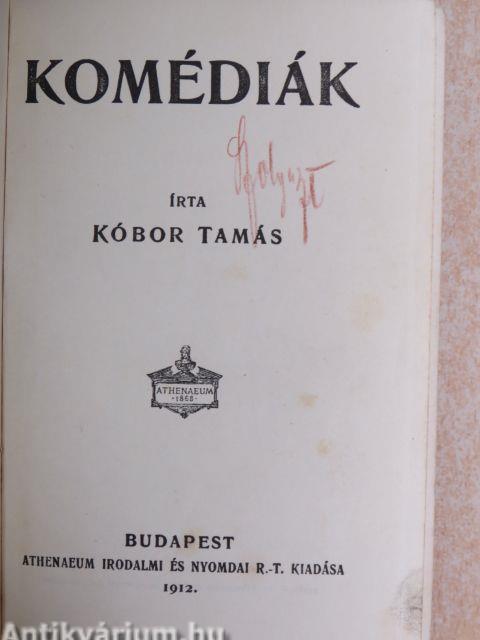 KOMÉDIÁK
ÍRTA
KÓBOR TAMÁS
ATHENAEUM
·1868·
BUDAPEST
ATHENAEUM IRODALMI ÉS NYOMDAI R.-T. KIADÁSA
1912.
Antikvárium.hu